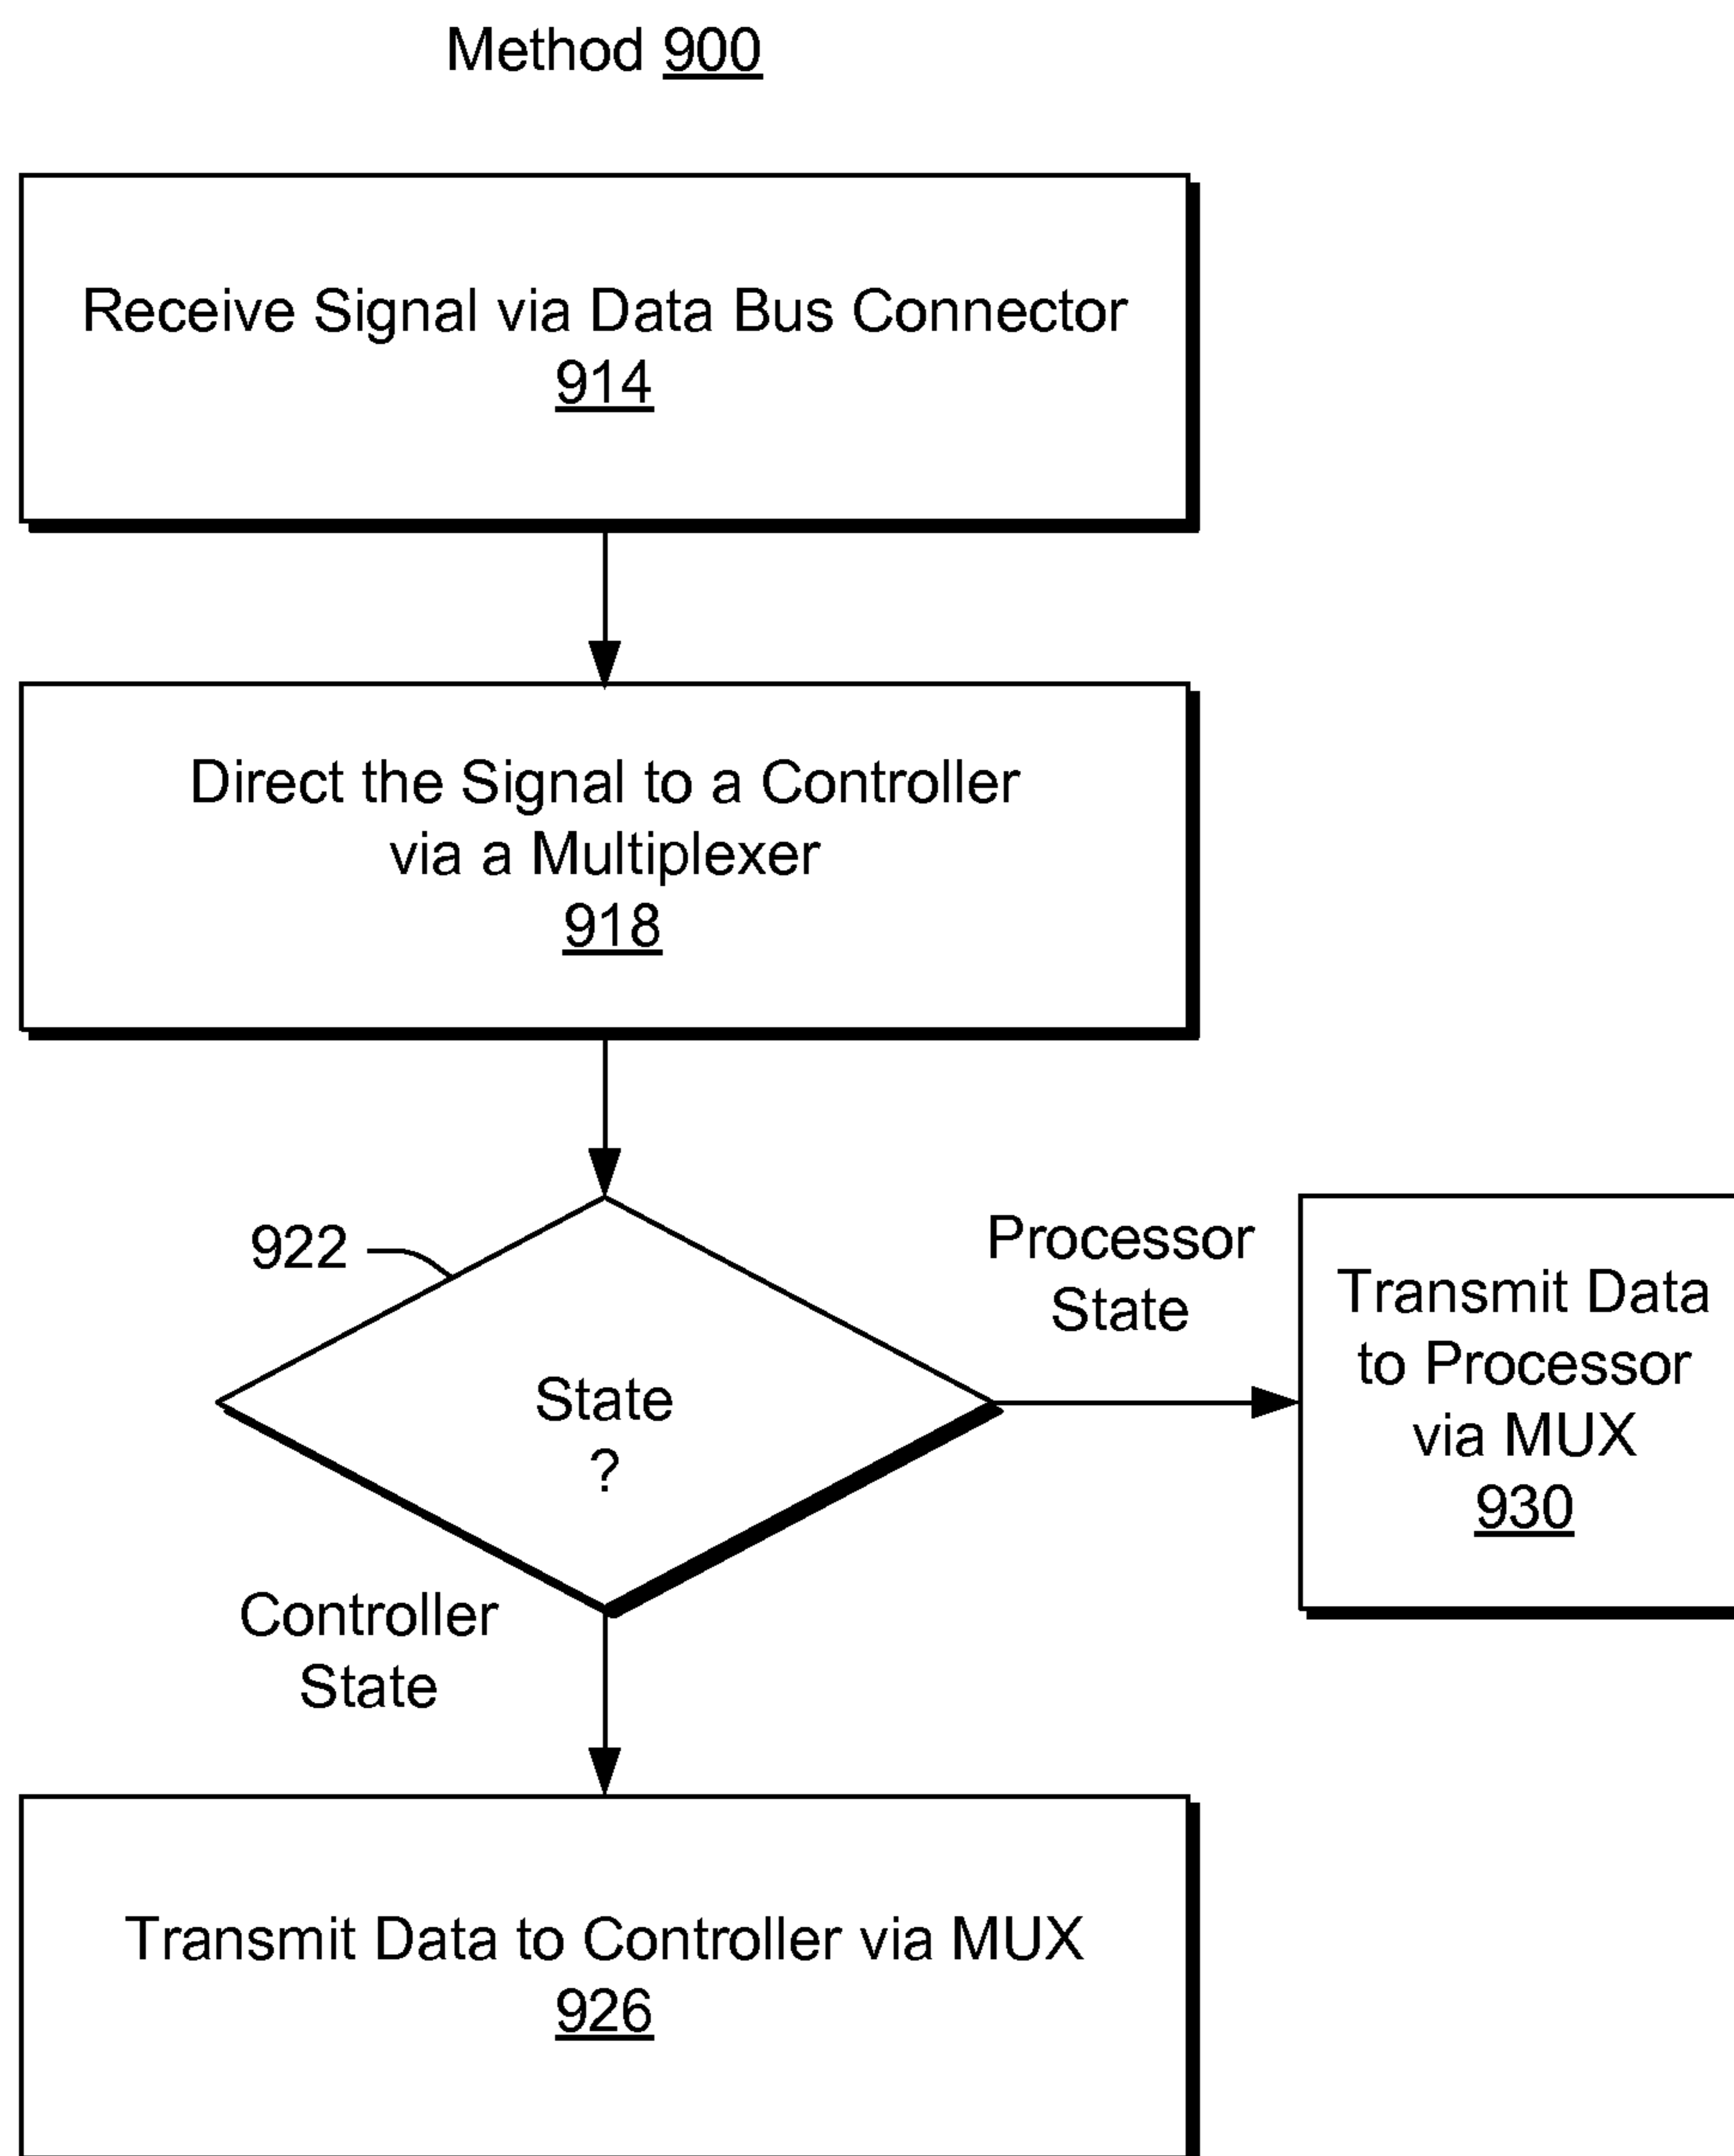 Method 900
Receive Signal via Data Bus Connector
914
Direct the Signal to a Controller
via a Multiplexer
918
922
State
?
Processor
State
Transmit Data
to Processor
via MUX
930
Controller
State
Transmit Data to Controller via MUX
926